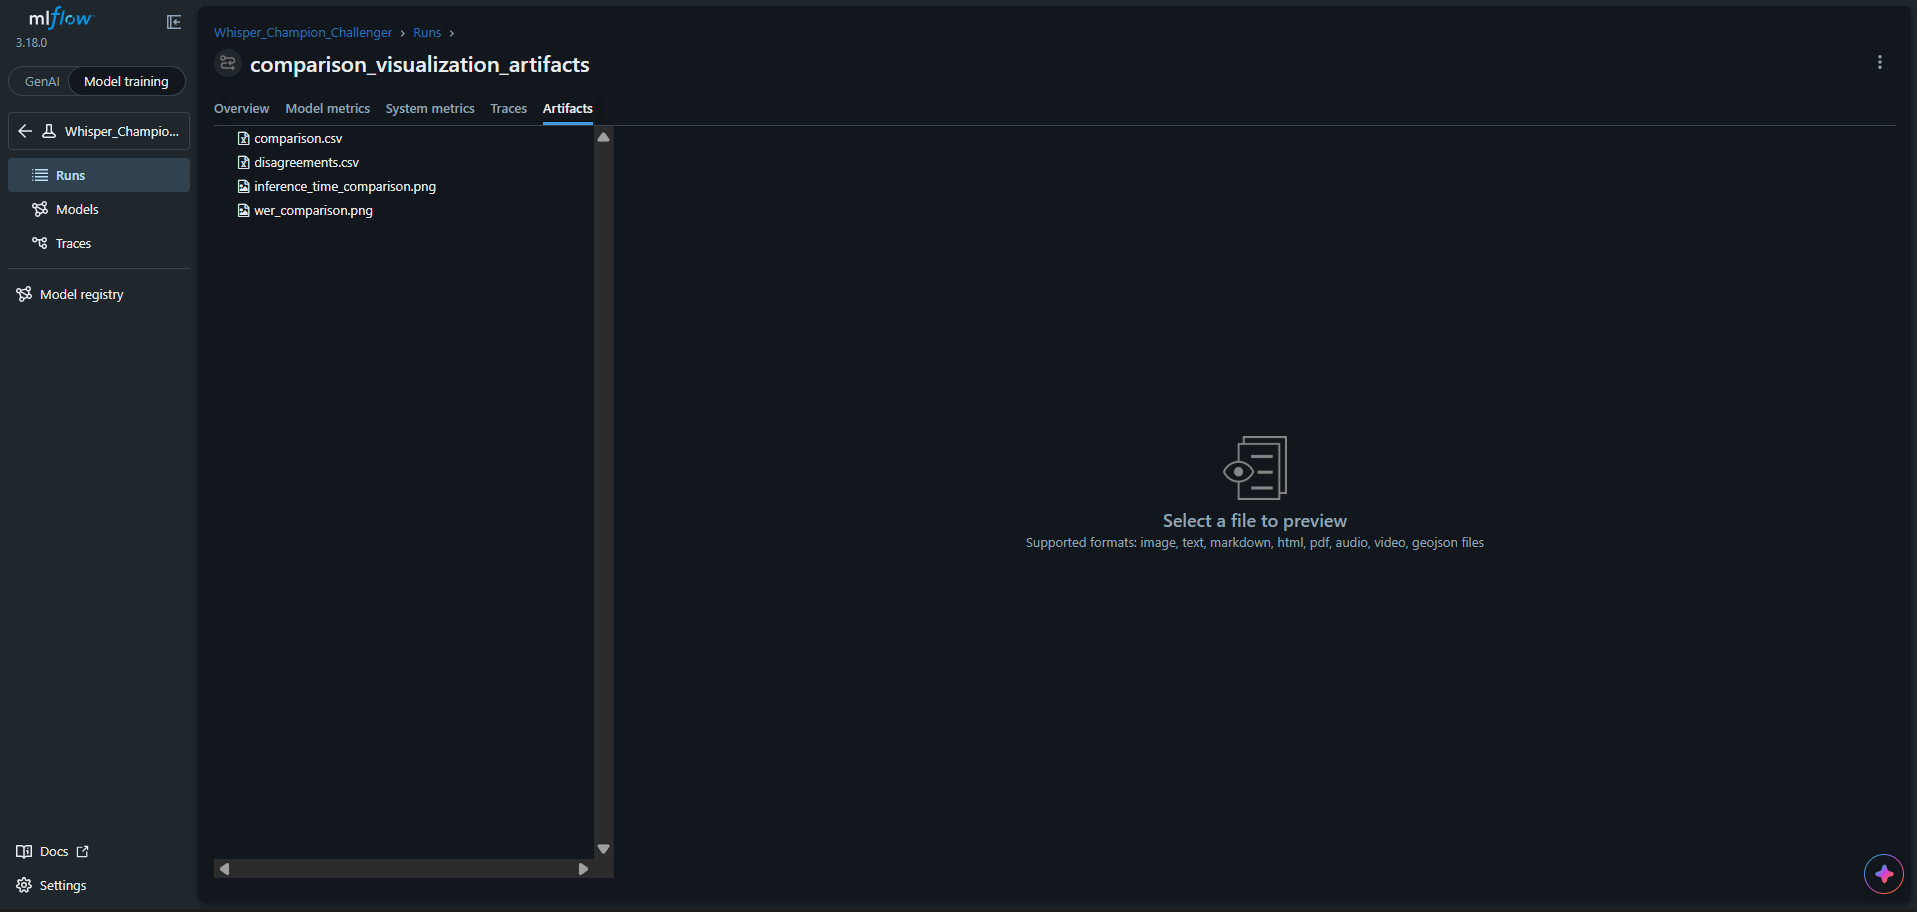 mlflow
3.18.0
GenAI Model training
Whisper_Champio...
Runs
Models
Traces
Model registry
Docs
Settings
Whisper_Champion_Challenger › Runs ›
comparison_visualization_artifacts
Overview Model metrics System metrics Traces Artifacts
comparison.csv
disagreements.csv
inference_time_comparison.png
wer_comparison.png
Select a file to preview
Supported formats: image, text, markdown, html, pdf, audio, video, geojson files